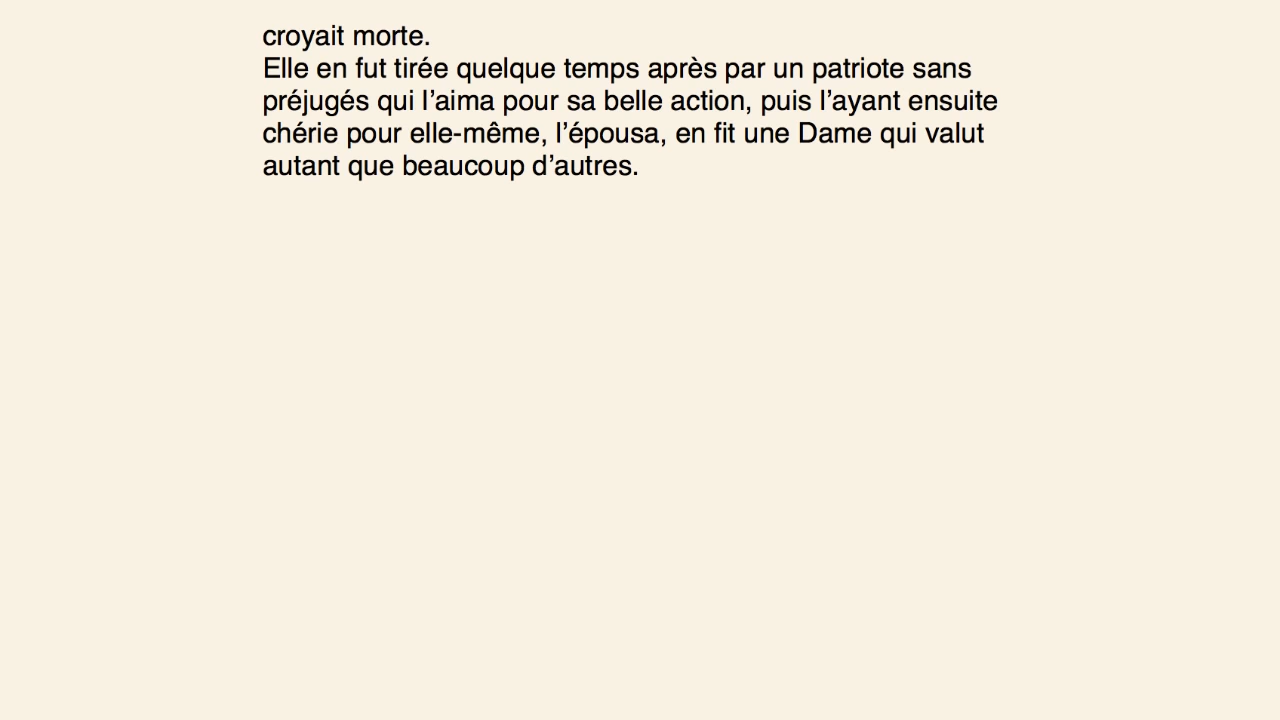 croyait morte.
Elle en fut tirée quelque temps après par un patriote sans
préjugés qui l’aima pour sa belle action, puis l’ayant ensuite
chérie pour elle-même, l’épousa, en fit une Dame qui valut
autant que beaucoup d’autres.